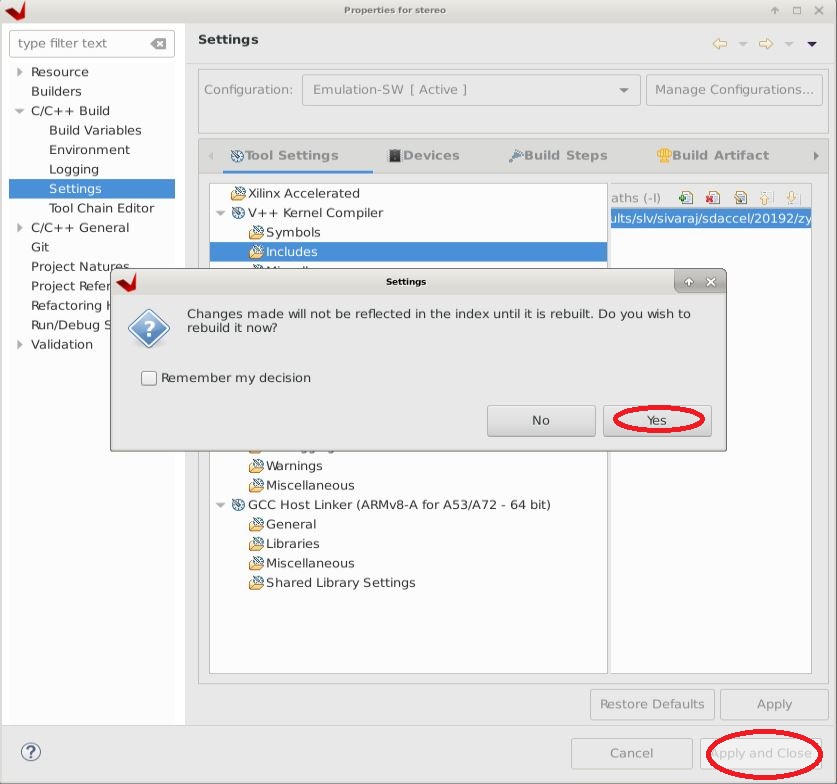 Properties for stereo
type filter text
Settings
Resource
Builders
C/C++ Build
Build Variables
Environment
Logging
Settings
Tool Chain Editor
C/C++ General
Git
Project Natures
Project Refer
Refactoring
Run/Debug S
Validation
Configuration:
Emulation-SW [ Active ]
Manage Configurations...
Tool Settings
Devices
Build Steps
Build Artifact
Xilinx Accelerated
V++ Kernel Compiler
Symbols
Includes
aths (-I)
ults/slv/sivaraj/sdaccel/20192/zy
Settings
Changes made will not be reflected in the index until it is rebuilt. Do you wish to
rebuild it now?
Remember my decision
No
Yes
Warnings
Miscellaneous
GCC Host Linker (ARMv8-A for A53/A72 - 64 bit)
General
Libraries
Miscellaneous
Shared Library Settings
Restore Defaults
Apply
Cancel
Apply and Close